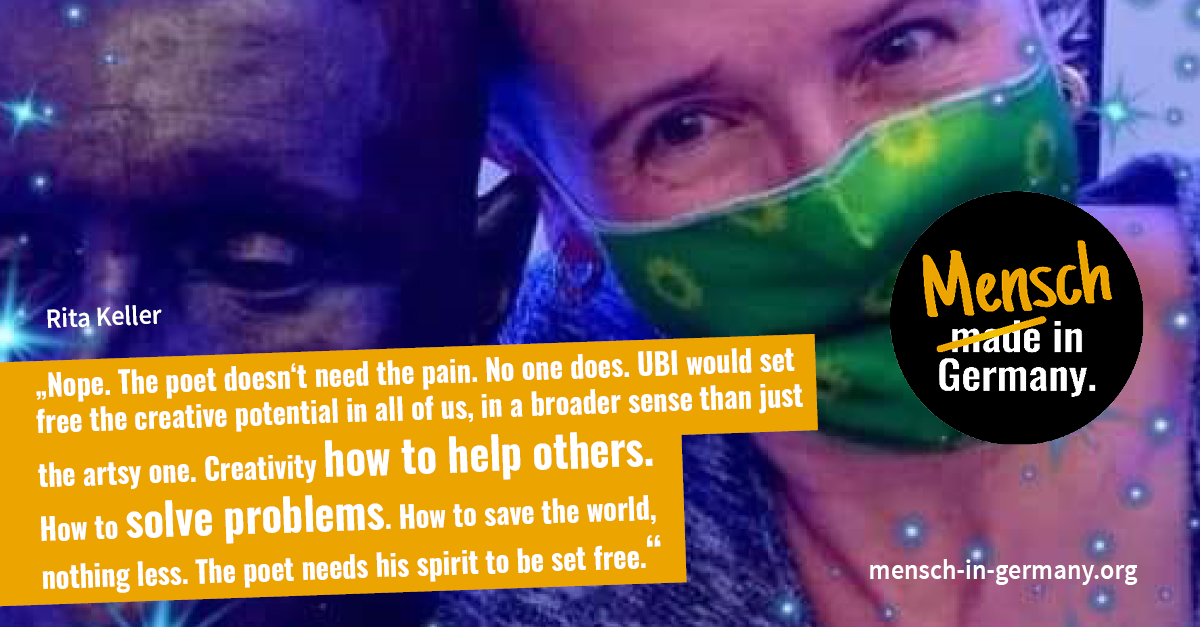 Rita Keller
„Nope. The poet doesn‘t need the pain. No one does. UBI would set
free the creative potential in all of us, in a broader sense than just
the artsy one. Creativity how to help others.
How to solve problems. How to save the world,
nothing less. The poet needs his spirit to be set free.“
Mensch
made in
Germany.
mensch-in-germany.org